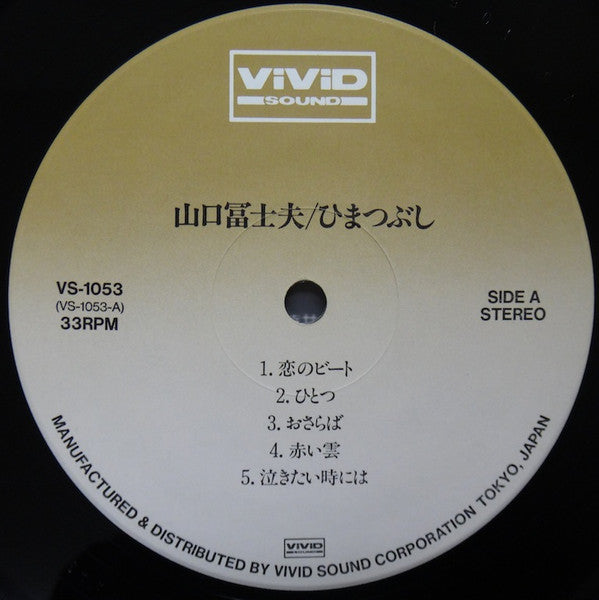 ViViD
SOUND
山口冨士夫/ひまつぶし
VS-1053
(VS-1053-A)
33RPM
SIDE A
STEREO
1. 恋のビート
2. ひとつ
3. おさらば
4. 赤い雲
5. 泣きたい時には
ViViD
SOUND
MANUFACTURED & DISTRIBUTED BY VIVID SOUND CORPORATION TOKYO, JAPAN